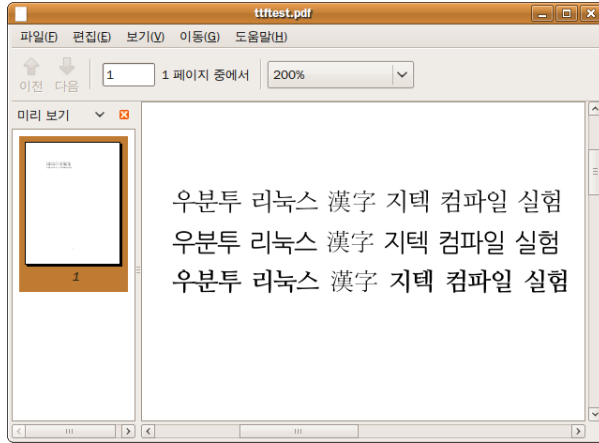 ttftest.pdf
파일(F) 편집(E) 보기(V) 이동(G) 도움말(H)
이전 다음 1 1 페이지 중에서 200%
미리 보기
우분투 리눅스 漢字 지텍 컴파일 실험
우분투 리눅스 漢字 지텍 컴파일 실험
우분투 리눅스 漢字 지텍 컴파일 실험
1